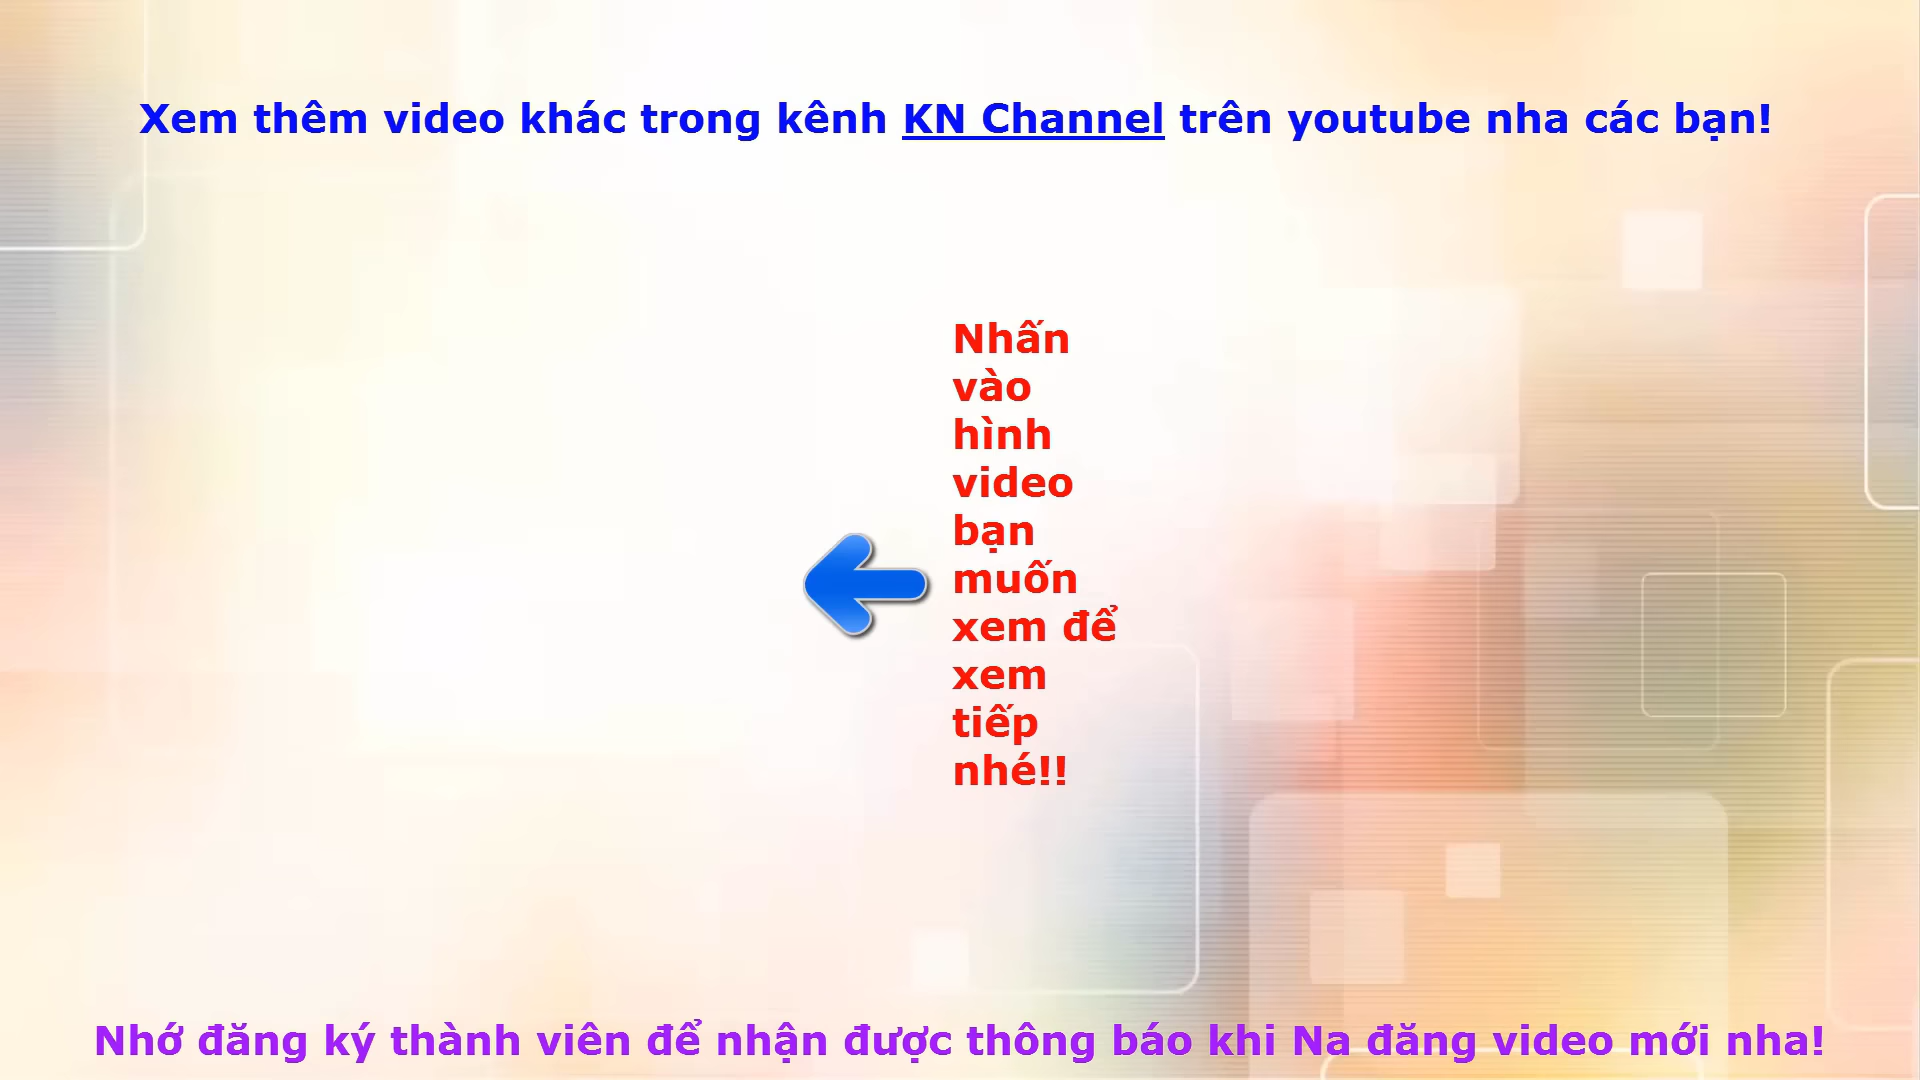 Xem thêm video khác trong kênh KN Channel trên youtube nha các bạn!
Nhấn
vào
hình
video
bạn
muốn
xem để
xem
tiếp
nhé!!
Nhớ đăng ký thành viên để nhận được thông báo khi Na đăng video mới nha!